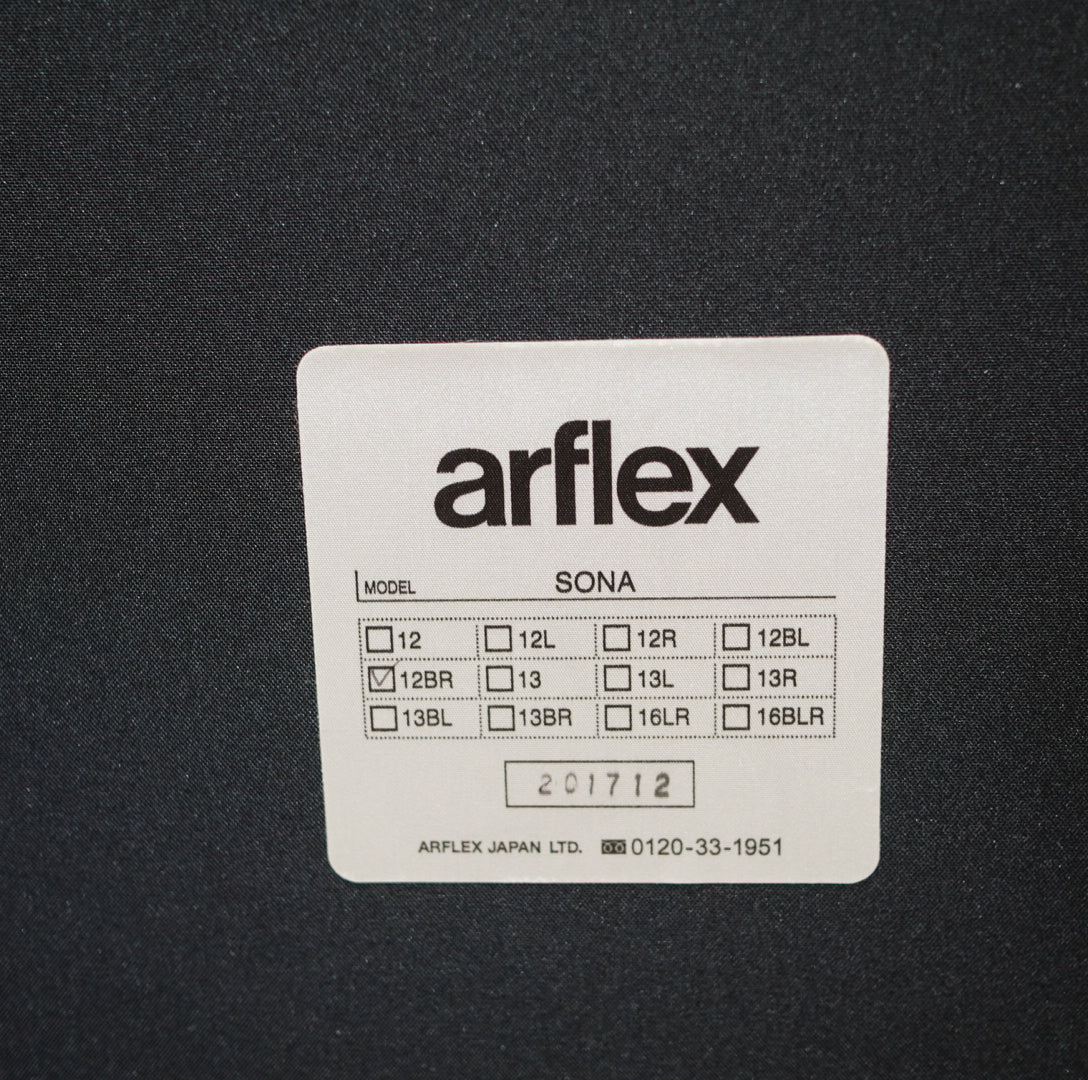 arflex
MODEL SONA
☐12 ☐12L ☐12R ☐12BL
☑12BR ☐13 ☐13L ☐13R
☐13BL ☐13BR ☐16LR ☐16BLR
201712
ARFLEX JAPAN LTD. 0120-33-1951